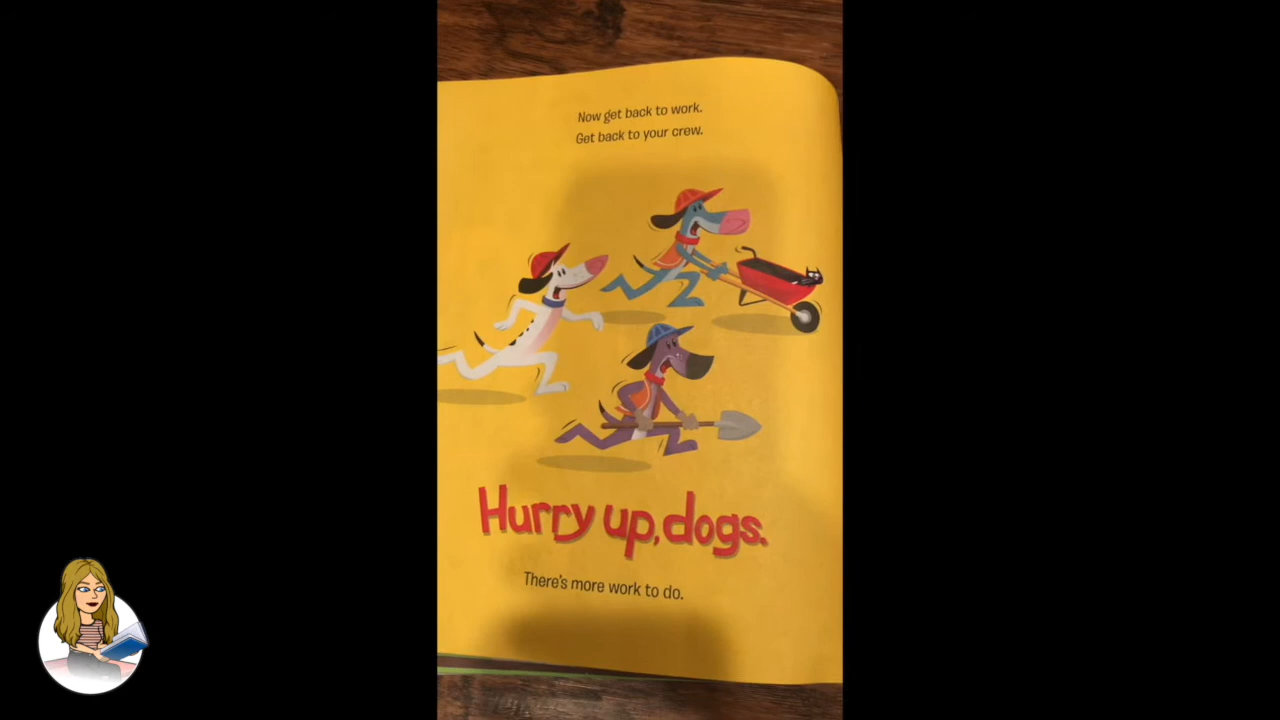 Now get back to work.
Get back to your crew.
Hurry up, dogs.
There's more work to do.